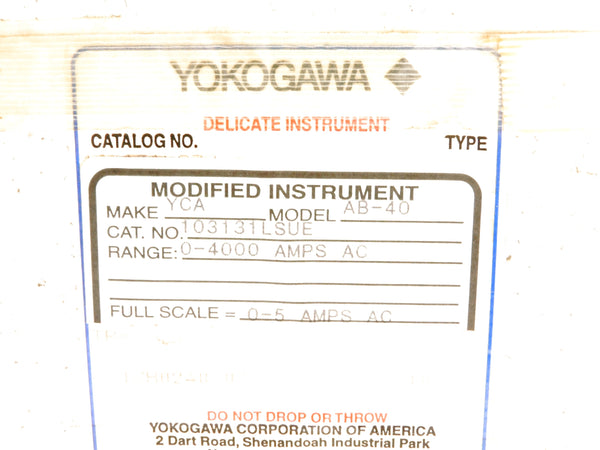 YOKOGAWA
DELICATE INSTRUMENT
CATALOG NO. TYPE
MODIFIED INSTRUMENT
MAKE YCA MODEL AB-40
CAT. NO. 103131LSUE
RANGE: 0-4000 AMPS AC
FULL SCALE = 0-5 AMPS AC
DO NOT DROP OR THROW
YOKOGAWA CORPORATION OF AMERICA
2 Dart Road, Shenandoah Industrial Park